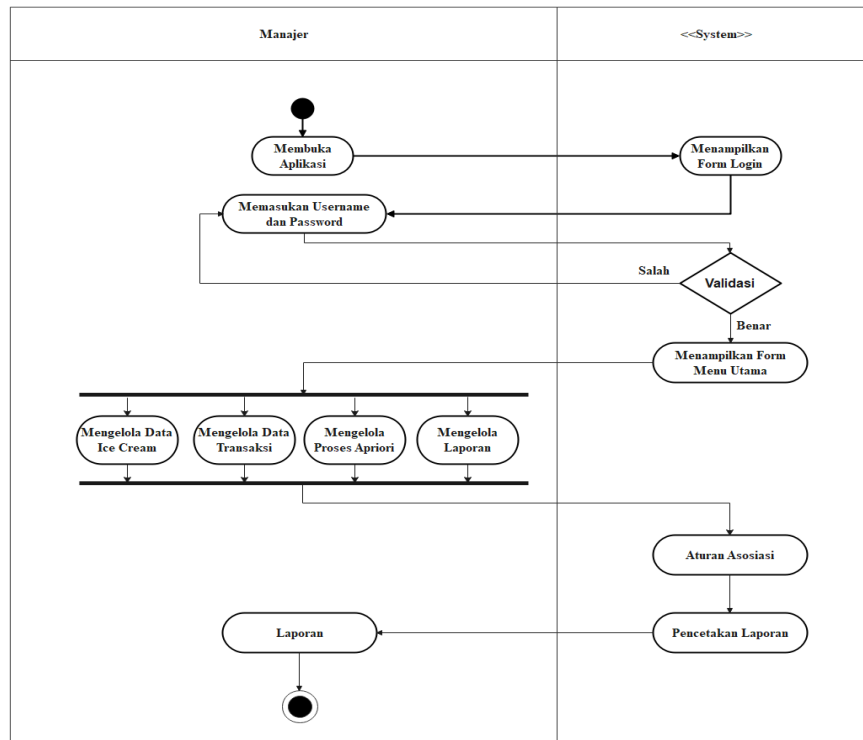 Manajer
<<System>>
Membuka
Aplikasi
Menampilkan
Form Login
Memasukan Username
dan Password
Salah
Validasi
Benar
Menampilkan Form
Menu Utama
Mengelola Data
Ice Cream
Mengelola Data
Transaksi
Mengelola
Proses Apriori
Mengelola
Laporan
Aturan Asosiasi
Laporan
Pencetakan Laporan